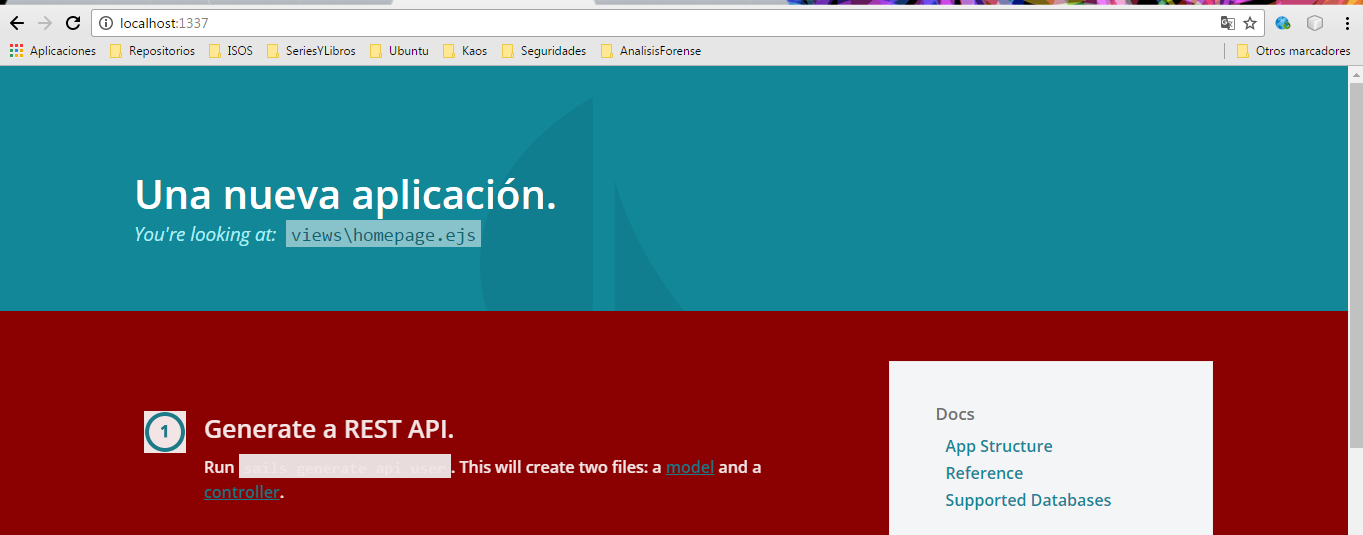 localhost:1337
Aplicaciones Repositorios ISOS SeriesYLibros Ubuntu Kaos Seguridades AnalisisForense Otros marcadores
Una nueva aplicación.
You're looking at: views\homepage.ejs
1 Generate a REST API.
Run sails generate api user. This will create two files: a model and a
controller.
Docs
App Structure
Reference
Supported Databases